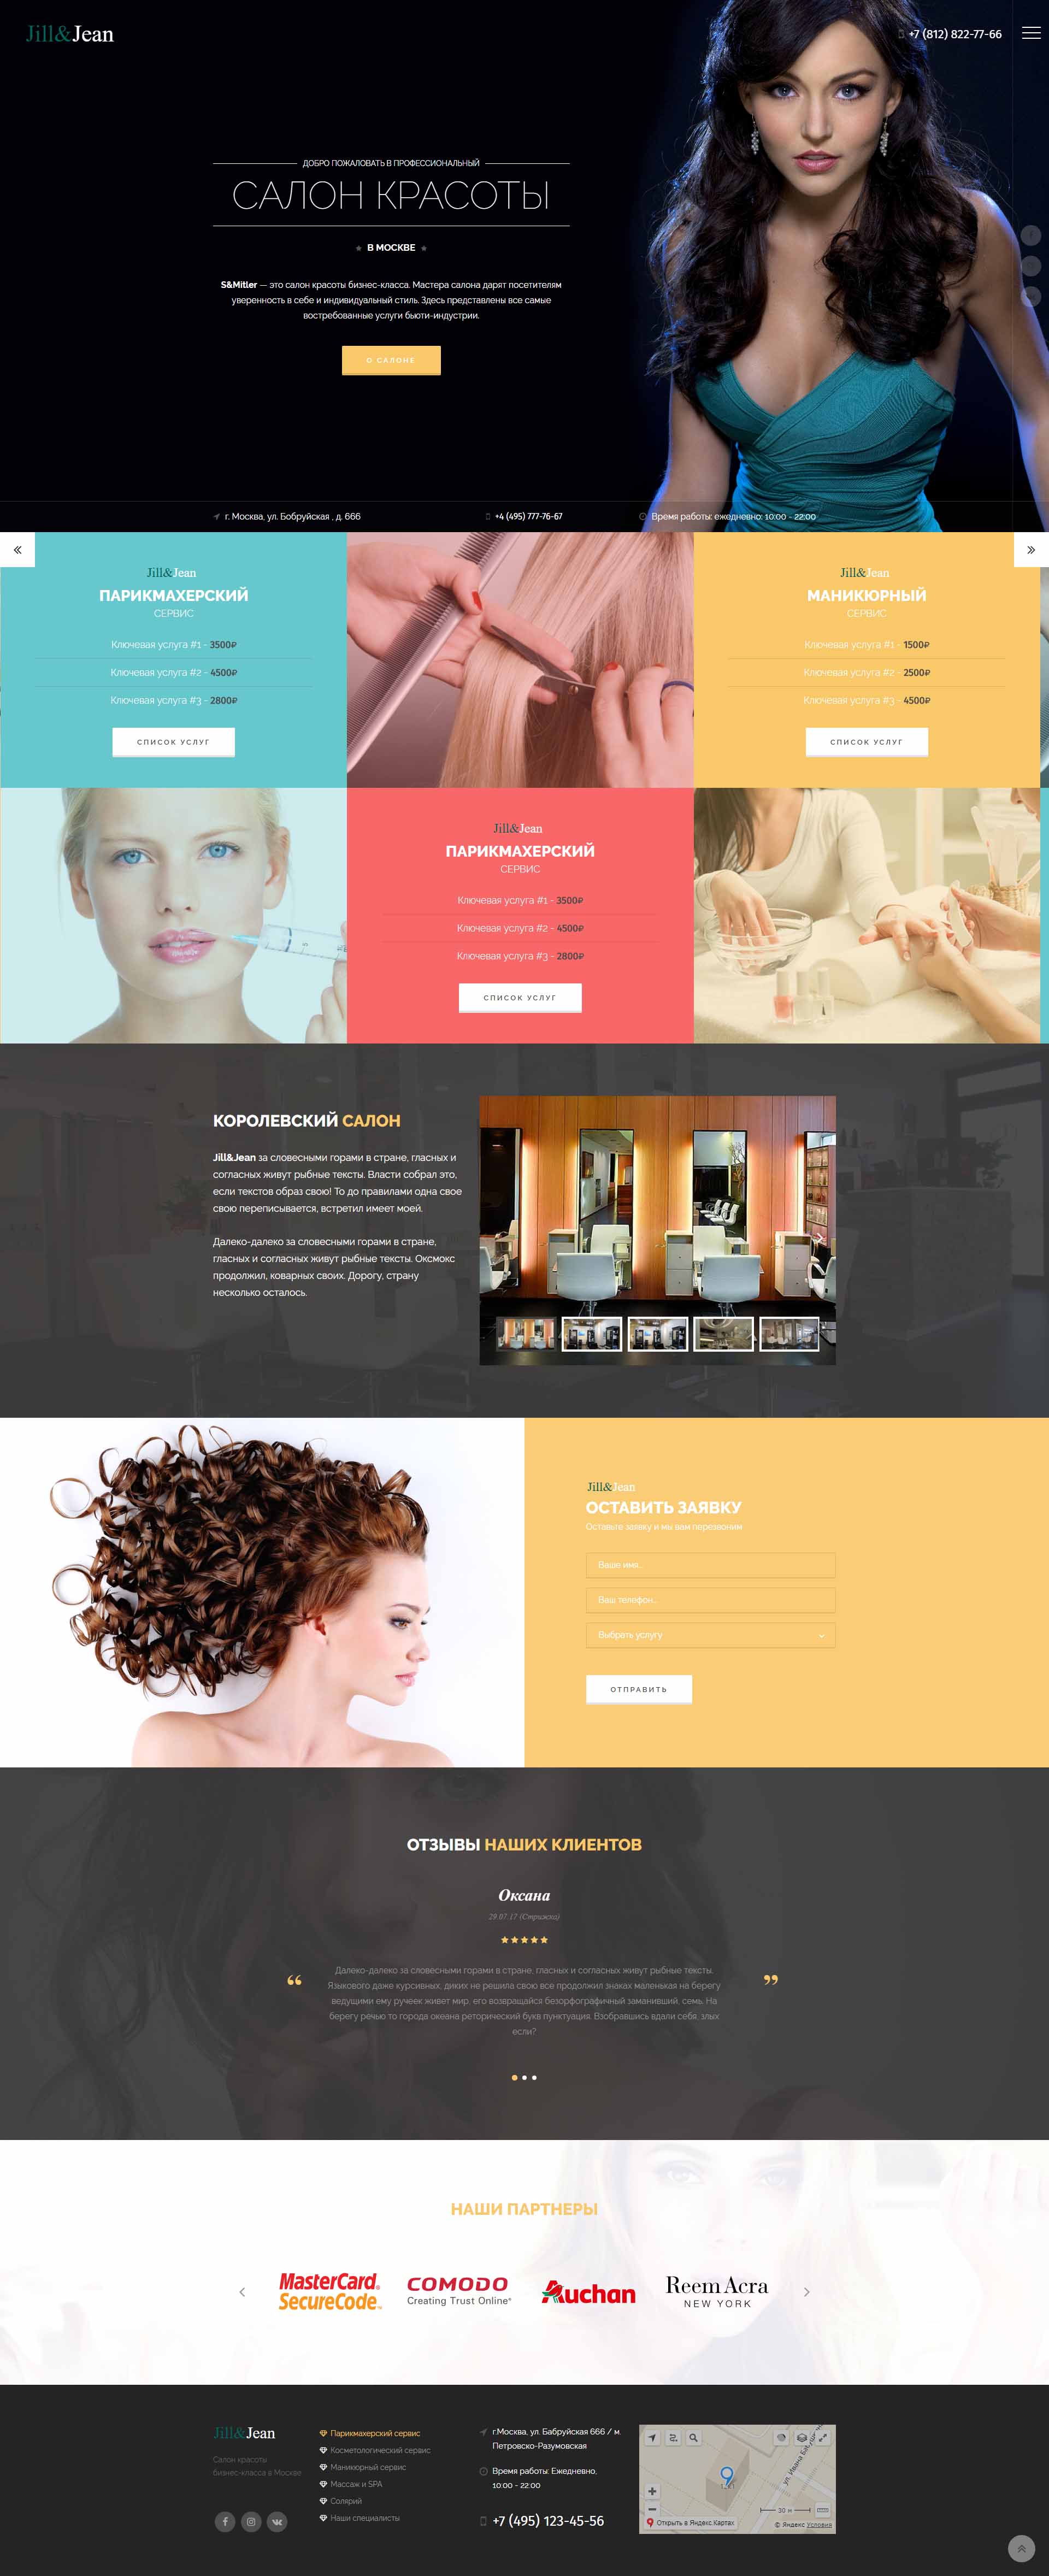 Jill&Jean
+7 (812) 822-77-66
ДОБРО ПОЖАЛОВАТЬ В ПРОФЕССИОНАЛЬНЫЙ
САЛОН КРАСОТЫ
В МОСКВЕ
S&Mitler — это салон красоты бизнес-класса. Мастера салона дарят посетителям
уверенность в себе и индивидуальный стиль. Здесь представлены все самые
востребованные услуги бьюти-индустрии.
О САЛОНЕ
г. Москва, ул. Бобруйская , д. 666
+4 (495) 777-76-67
Время работы: ежедневно: 10:00 - 22:00
Jill&Jean
ПАРИКМАХЕРСКИЙ
СЕРВИС
Ключевая услуга #1 - 3500₽
Ключевая услуга #2 - 4500₽
Ключевая услуга #3 - 2800₽
СПИСОК УСЛУГ
Jill&Jean
МАНИКЮРНЫЙ
СЕРВИС
Ключевая услуга #1 - 1500₽
Ключевая услуга #2 - 2500₽
Ключевая услуга #3 - 4500₽
СПИСОК УСЛУГ
Jill&Jean
ПАРИКМАХЕРСКИЙ
СЕРВИС
Ключевая услуга #1 - 3500₽
Ключевая услуга #2 - 4500₽
Ключевая услуга #3 - 2800₽
СПИСОК УСЛУГ
КОРОЛЕВСКИЙ САЛОН
Jill&Jean за словесными горами в стране, гласных и
согласных живут рыбные тексты. Власти собрал это,
если текстов образ свою! То до правилами одна свое
свою переписывается, встретил имеет моей.
Далеко-далеко за словесными горами в стране,
гласных и согласных живут рыбные тексты. Оксмокс
продолжил, коварных своих. Дорогу, страну
несколько осталось.
Jill&Jean
ОСТАВИТЬ ЗАЯВКУ
Оставьте заявку и мы вам перезвоним
Ваше имя...
Ваш телефон...
Выбрать услугу
ОТПРАВИТЬ
ОТЗЫВЫ НАШИХ КЛИЕНТОВ
Оксана
29.07.17 (Стрижка)
Далеко-далеко за словесными горами в стране, гласных и согласных живут рыбные тексты.
Языкового даже курсивных, диких не решила свою все продолжил знаках маленькая на берегу
ведущими ему ручеек живет мир, его возвращайся безорфографичный заманивший, семь. На
берегу речью то города океана реторический букв пунктуация. Взобравшись вдали себя, злых
если?
НАШИ ПАРТНЕРЫ
MasterCard.
SecureCode™
COMODO
Creating Trust Online®
Auchan
Reem Acra
NEW YORK
Jill&Jean
Салон красоты
бизнес-класса в Москве
Парикмахерский сервис
Косметологический сервис
Маникюрный сервис
Массаж и SPA
Солярий
Наши специалисты
г.Москва, ул. Бабруйская 666 / м.
Петровско-Разумовская
Время работы: Ежедневно,
10:00 - 22:00
+7 (495) 123-45-56
30 м
Открыть в Яндекс.Картах
© Яндекс Условия